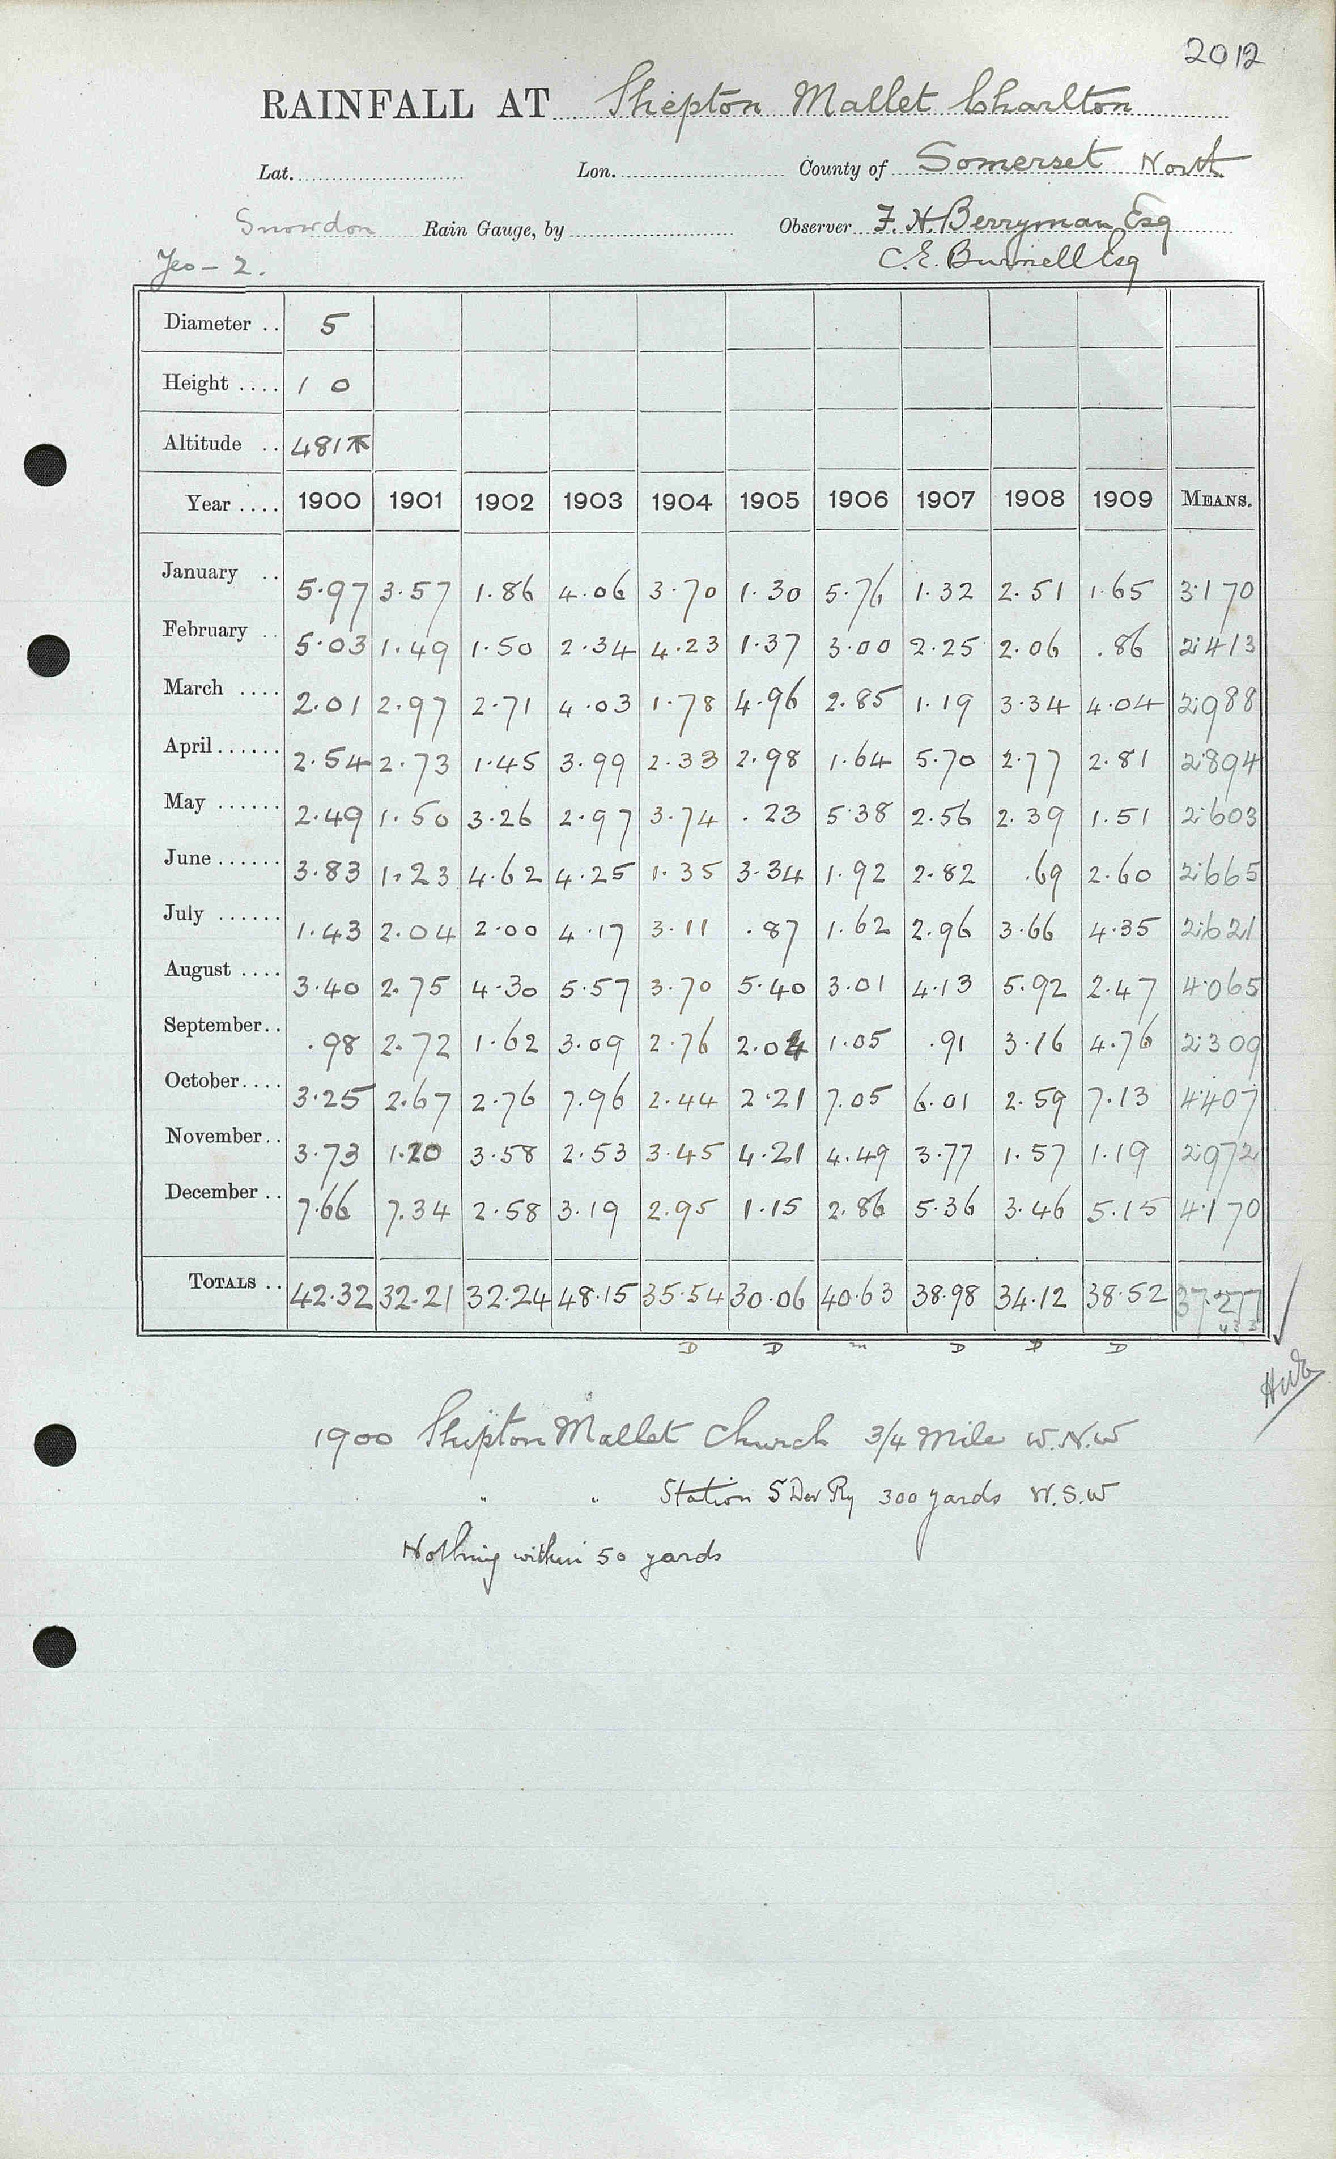 2012
RAINFALL AT Shepton Mallet Charlton
Lat. Lon. County of Somerset North
Snowdon Rain Gauge, by Observer F. H. Berryman Esq
Yeo - 2. C. E. Burnell Esq
Diameter .. 5
Height .... 1 0
Altitude .. 481
Year .... 1900 1901 1902 1903 1904 1905 1906 1907 1908 1909 MEANS.
January .. 5.97 3.57 1.86 4.06 3.70 1.30 5.76 1.32 2.51 1.65 3.170
February .. 5.03 1.49 1.50 2.34 4.23 1.37 3.00 2.25 2.06 .86 2.413
March .... 2.01 2.97 2.71 4.03 1.78 4.96 2.85 1.19 3.34 4.04 2.988
April ...... 2.54 2.73 1.45 3.99 2.33 2.98 1.64 5.70 2.77 2.81 2.894
May ...... 2.49 1.50 3.26 2.97 3.74 .23 5.38 2.56 2.39 1.51 2.603
June ...... 3.83 1.23 4.62 4.25 1.35 3.34 1.92 2.82 .69 2.60 2.665
July ...... 1.43 2.04 2.00 4.17 3.11 .87 1.62 2.96 3.66 4.35 2.621
August .... 3.40 2.75 4.30 5.57 3.70 5.40 3.01 4.13 5.92 2.47 4.065
September.. .98 2.72 1.62 3.09 2.76 2.04 1.05 .91 3.16 4.76 2.309
October.... 3.25 2.67 2.76 7.96 2.44 2.21 7.05 6.01 2.59 7.13 4.407
November.. 3.73 1.20 3.58 2.53 3.45 4.21 4.49 3.77 1.57 1.19 2.972
December .. 7.66 7.34 2.58 3.19 2.95 1.15 2.86 5.36 3.46 5.15 4.170
TOTALS .. 42.32 32.21 32.24 48.15 35.54 30.06 40.63 38.98 34.12 38.52 37.277
D D m D D D
1900 Shepton Mallet Church 3/4 Mile W.N.W
" " Station S Dor Ry 300 yards W.S.W
Nothing within 50 yards